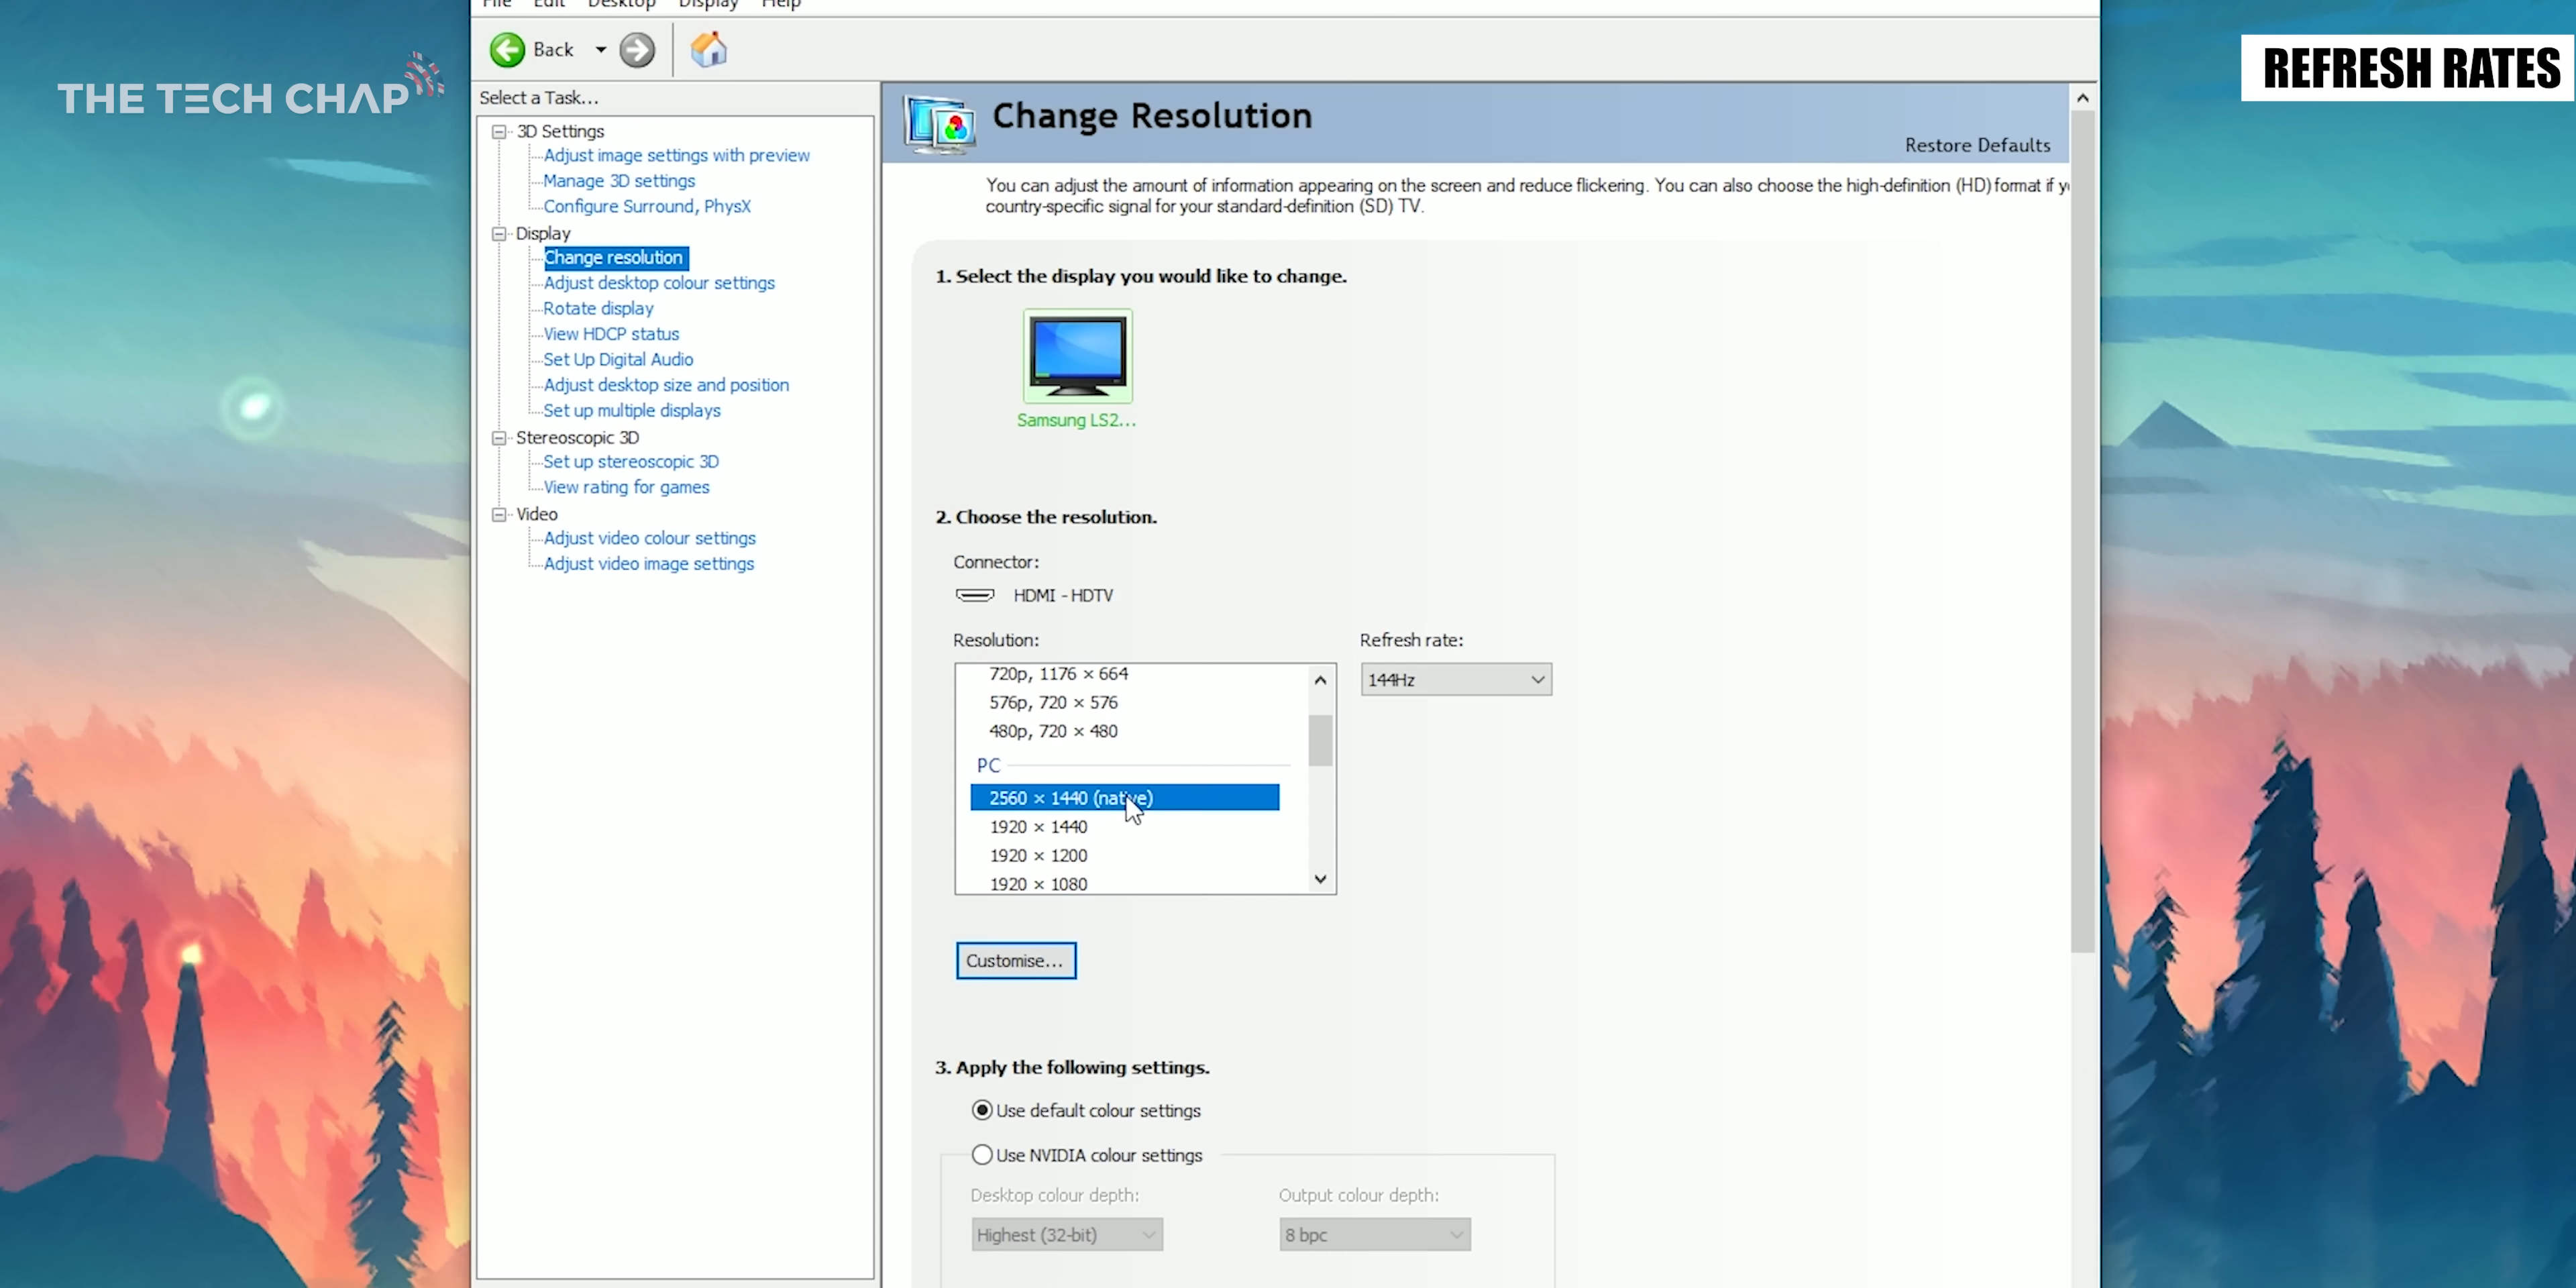 File Edit Desktop Display Help
THE TECH CHAP
REFRESH RATES
Back
Select a Task...
3D Settings
Adjust image settings with preview
Manage 3D settings
Configure Surround, PhysX
Display
Change resolution
Adjust desktop colour settings
Rotate display
View HDCP status
Set Up Digital Audio
Adjust desktop size and position
Set up multiple displays
Stereoscopic 3D
Set up stereoscopic 3D
View rating for games
Video
Adjust video colour settings
Adjust video image settings
Change Resolution
Restore Defaults
You can adjust the amount of information appearing on the screen and reduce flickering. You can also choose the high-definition (HD) format if
country-specific signal for your standard-definition (SD) TV.
1. Select the display you would like to change.
Samsung LS2...
2. Choose the resolution.
Connector:
HDMI - HDTV
Resolution:
Refresh rate:
720p, 1176 × 664
144Hz
576p, 720 × 576
480p, 720 × 480
PC
2560 × 1440 (native)
1920 × 1440
1920 × 1200
1920 × 1080
Customise...
3. Apply the following settings.
Use default colour settings
Use NVIDIA colour settings
Desktop colour depth:
Output colour depth:
Highest (32-bit)
8 bpc